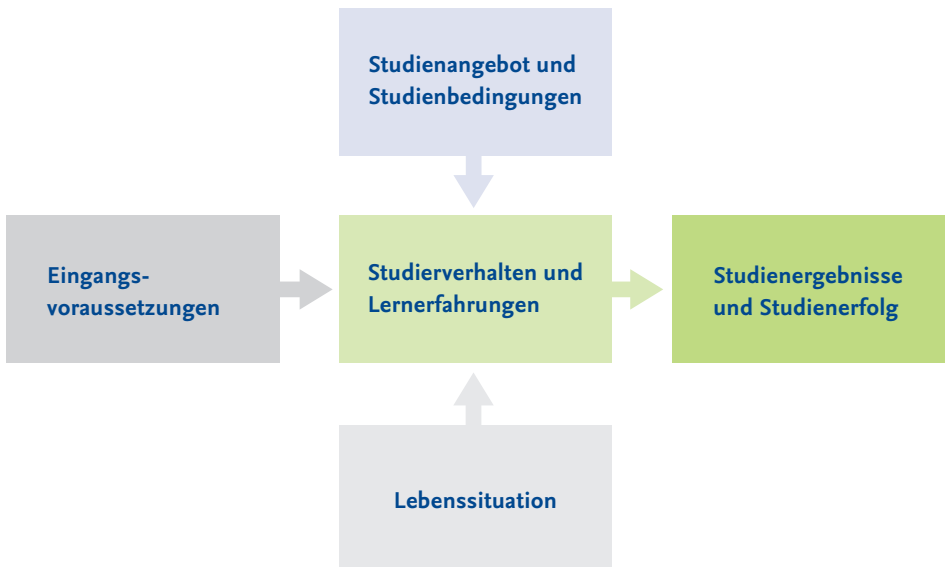 Studienangebot und
Studienbedingungen
Eingangs-
voraussetzungen
Studierverhalten und
Lernerfahrungen
Studienergebnisse
und Studienerfolg
Lebenssituation